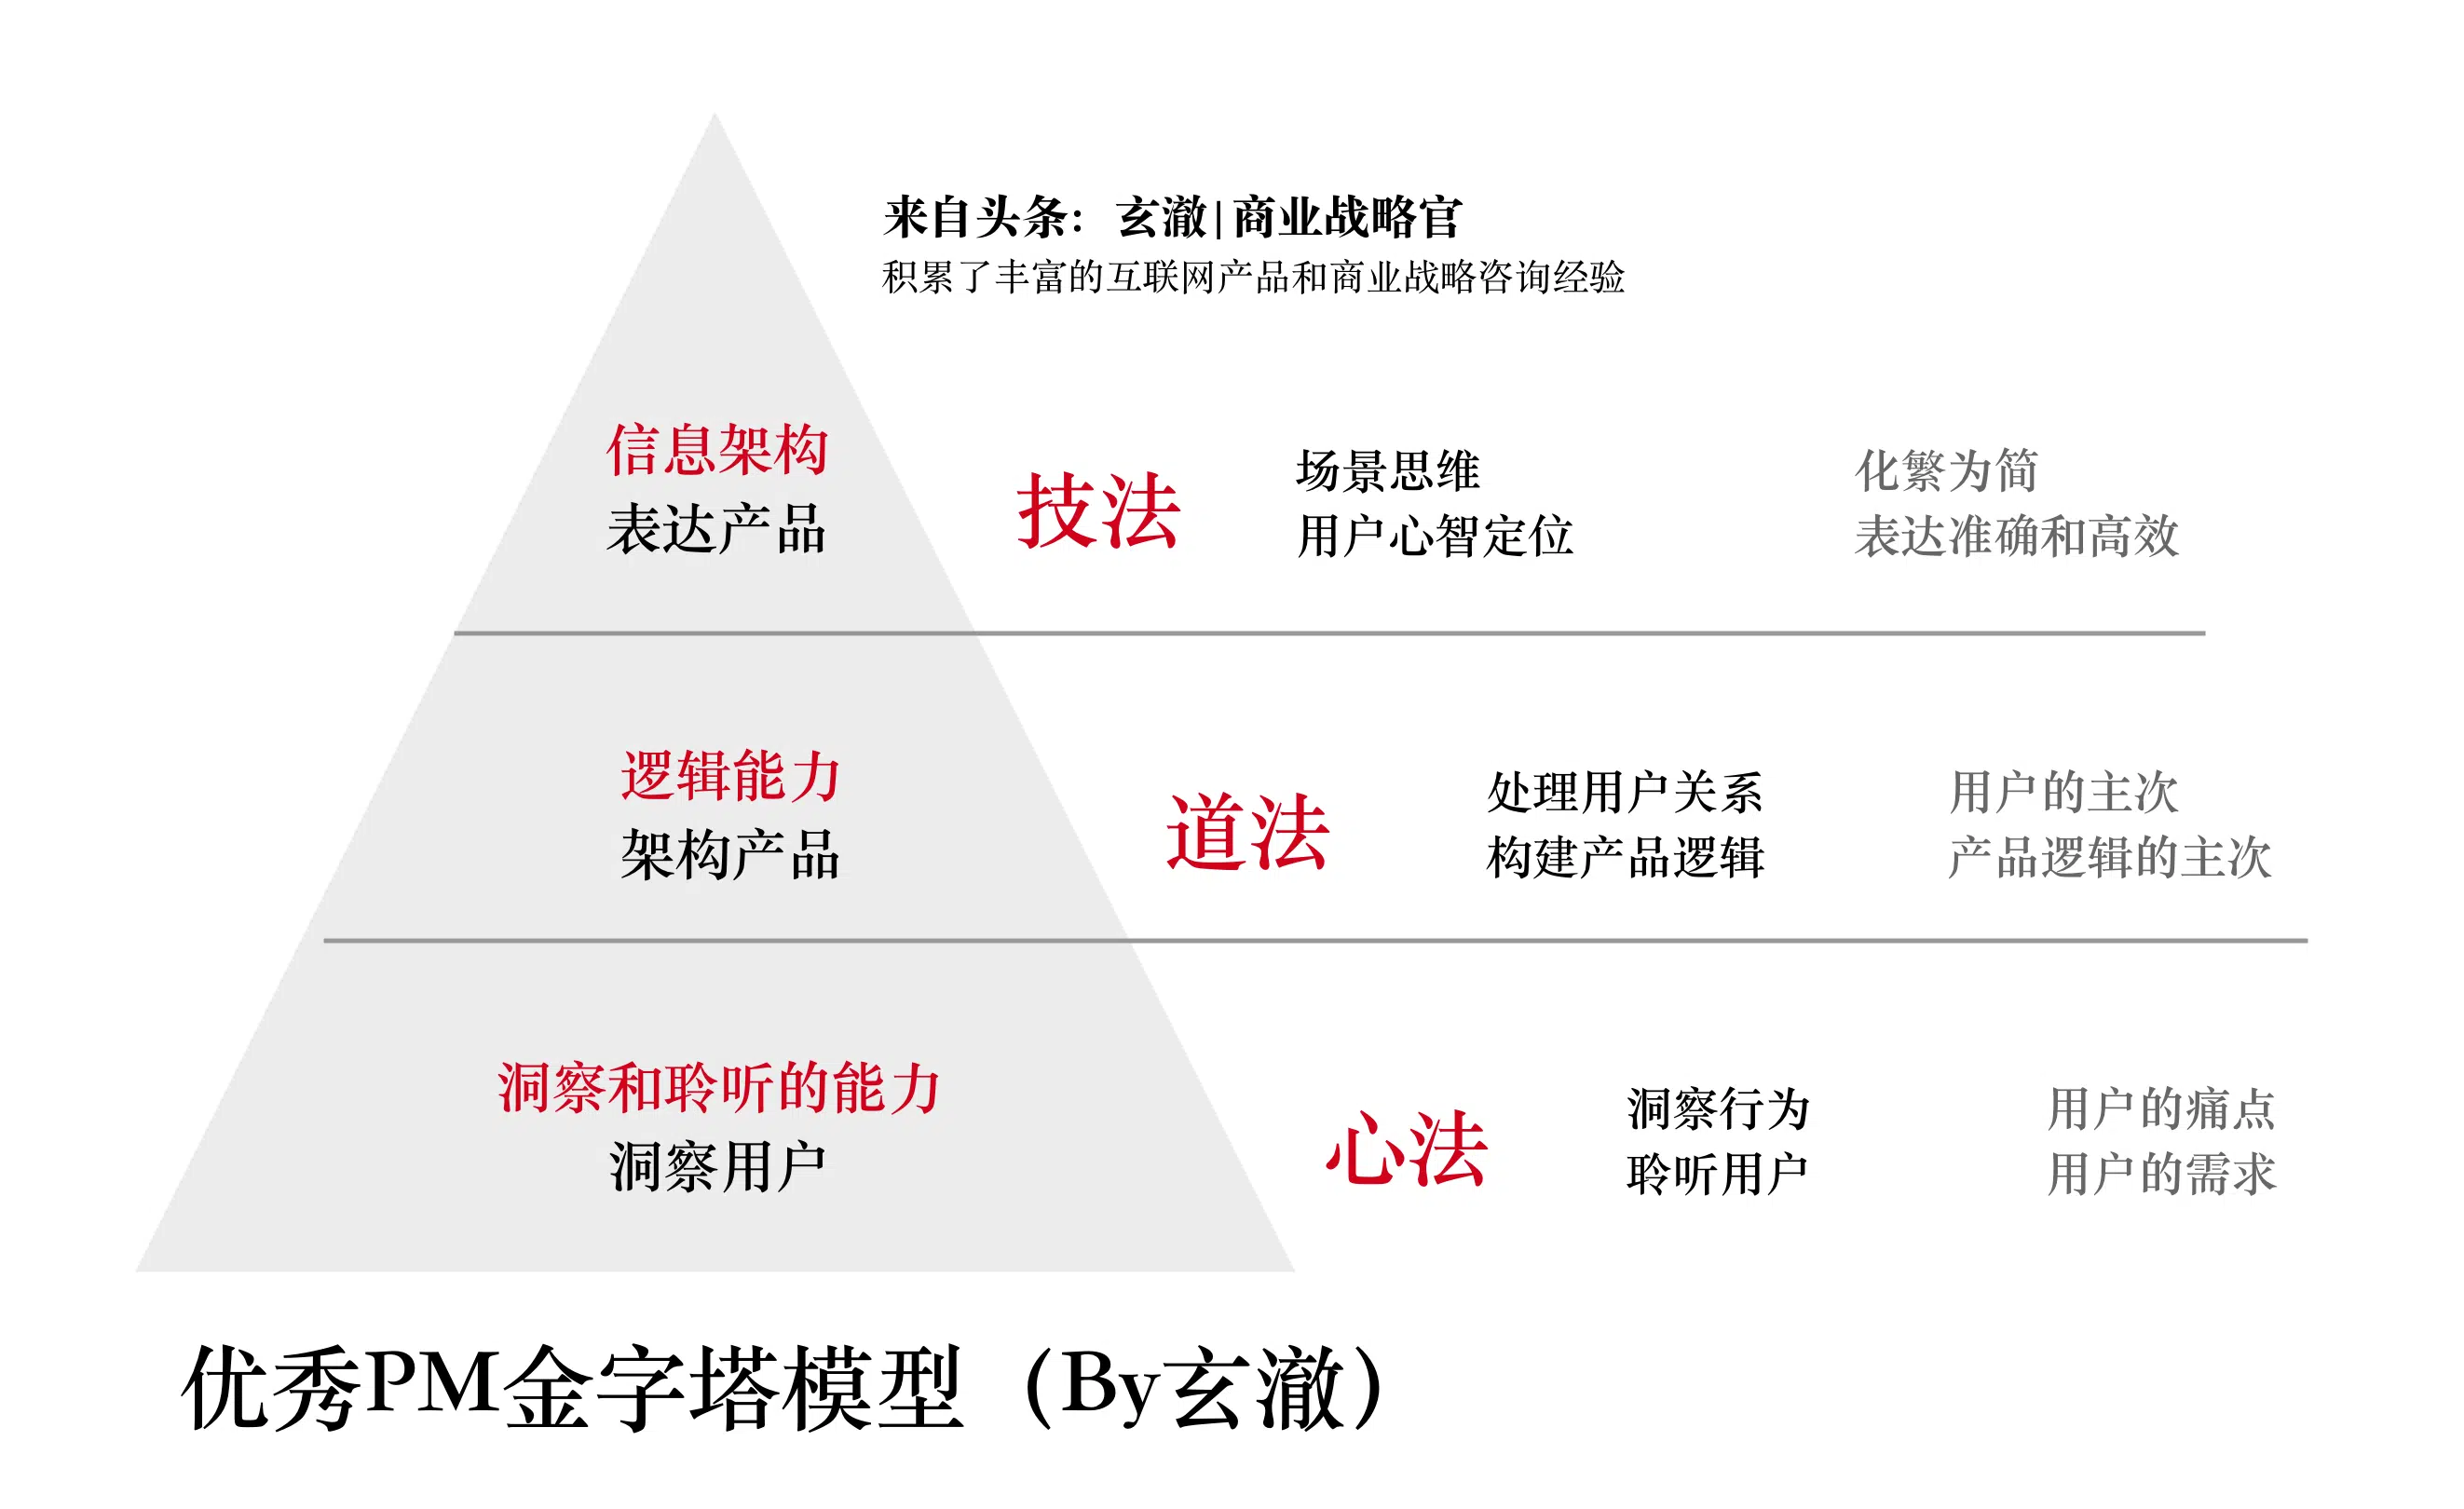 来自头条：玄澈|商业战略官
积累了丰富的互联网产品和商业战略咨询经验
信息架构
表达产品
技法
场景思维
用户心智定位
化繁为简
表达准确和高效
逻辑能力
架构产品
道法
处理用户关系
构建产品逻辑
用户的主次
产品逻辑的主次
洞察和聆听的能力
洞察用户
心法
洞察行为
聆听用户
用户的痛点
用户的需求
优秀PM金字塔模型（By玄澈）